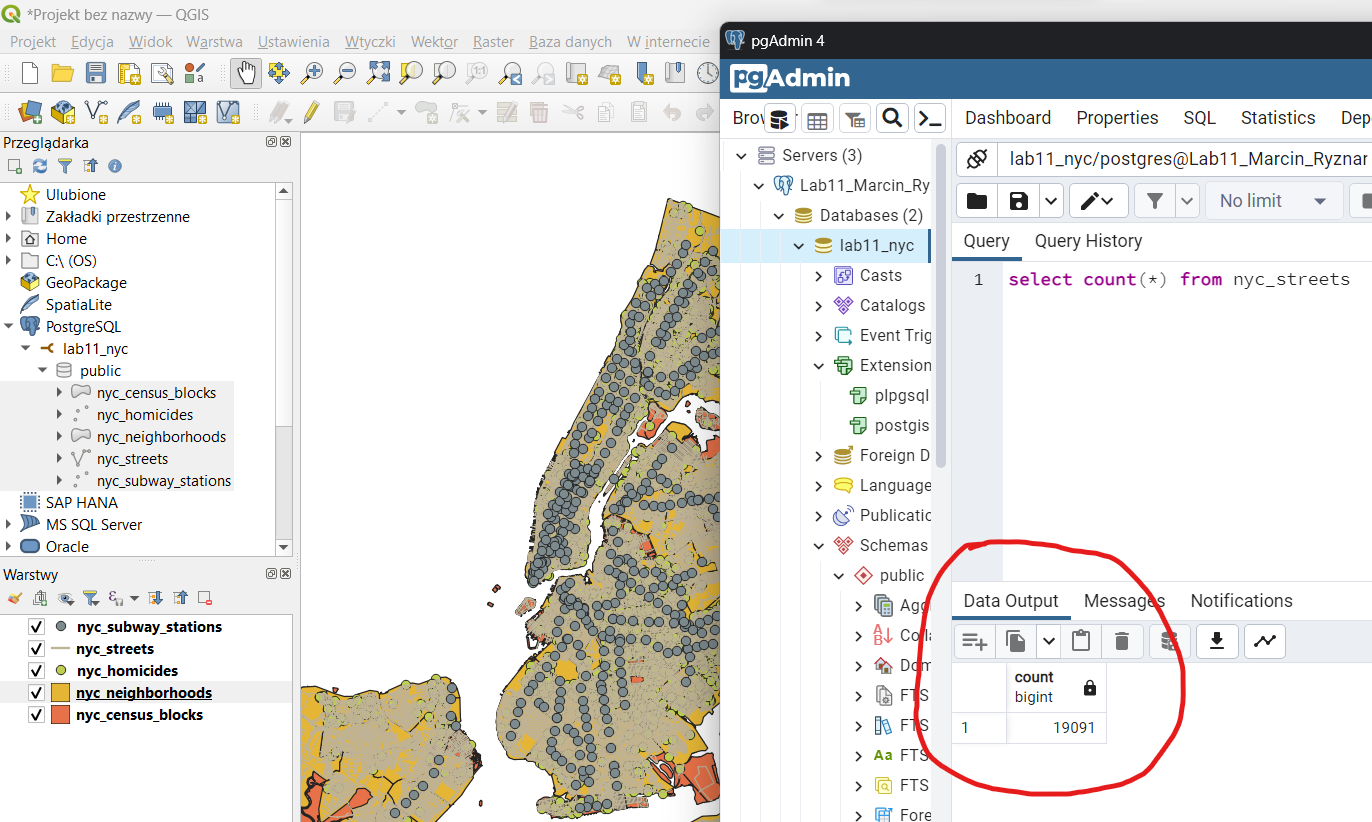 *Projekt bez nazwy — QGIS
Projekt Edycja Widok Warstwa Ustawienia Wtyczki Wektor Raster Baza danych W internecie
Przeglądarka
Ulubione
Zakładki przestrzenne
Home
C:\ (OS)
GeoPackage
SpatiaLite
PostgreSQL
lab11_nyc
public
nyc_census_blocks
nyc_homicides
nyc_neighborhoods
nyc_streets
nyc_subway_stations
SAP HANA
MS SQL Server
Oracle
Warstwy
nyc_subway_stations
nyc_streets
nyc_homicides
nyc_neighborhoods
nyc_census_blocks
pgAdmin 4
pgAdmin
Brow
Servers (3)
Lab11_Marcin_Ry
Databases (2)
lab11_nyc
Casts
Catalogs
Event Trig
Extension
plpgsql
postgis
Foreign D
Language
Publicatio
Schemas
public
Agg
Colla
Dom
FTS
FTS
Aa FTS
FTS
Fore
Dashboard Properties SQL Statistics Dep
lab11_nyc/postgres@Lab11_Marcin_Ryznar
No limit
Query Query History
1 select count(*) from nyc_streets
Data Output Messages Notifications
count
bigint
1 19091